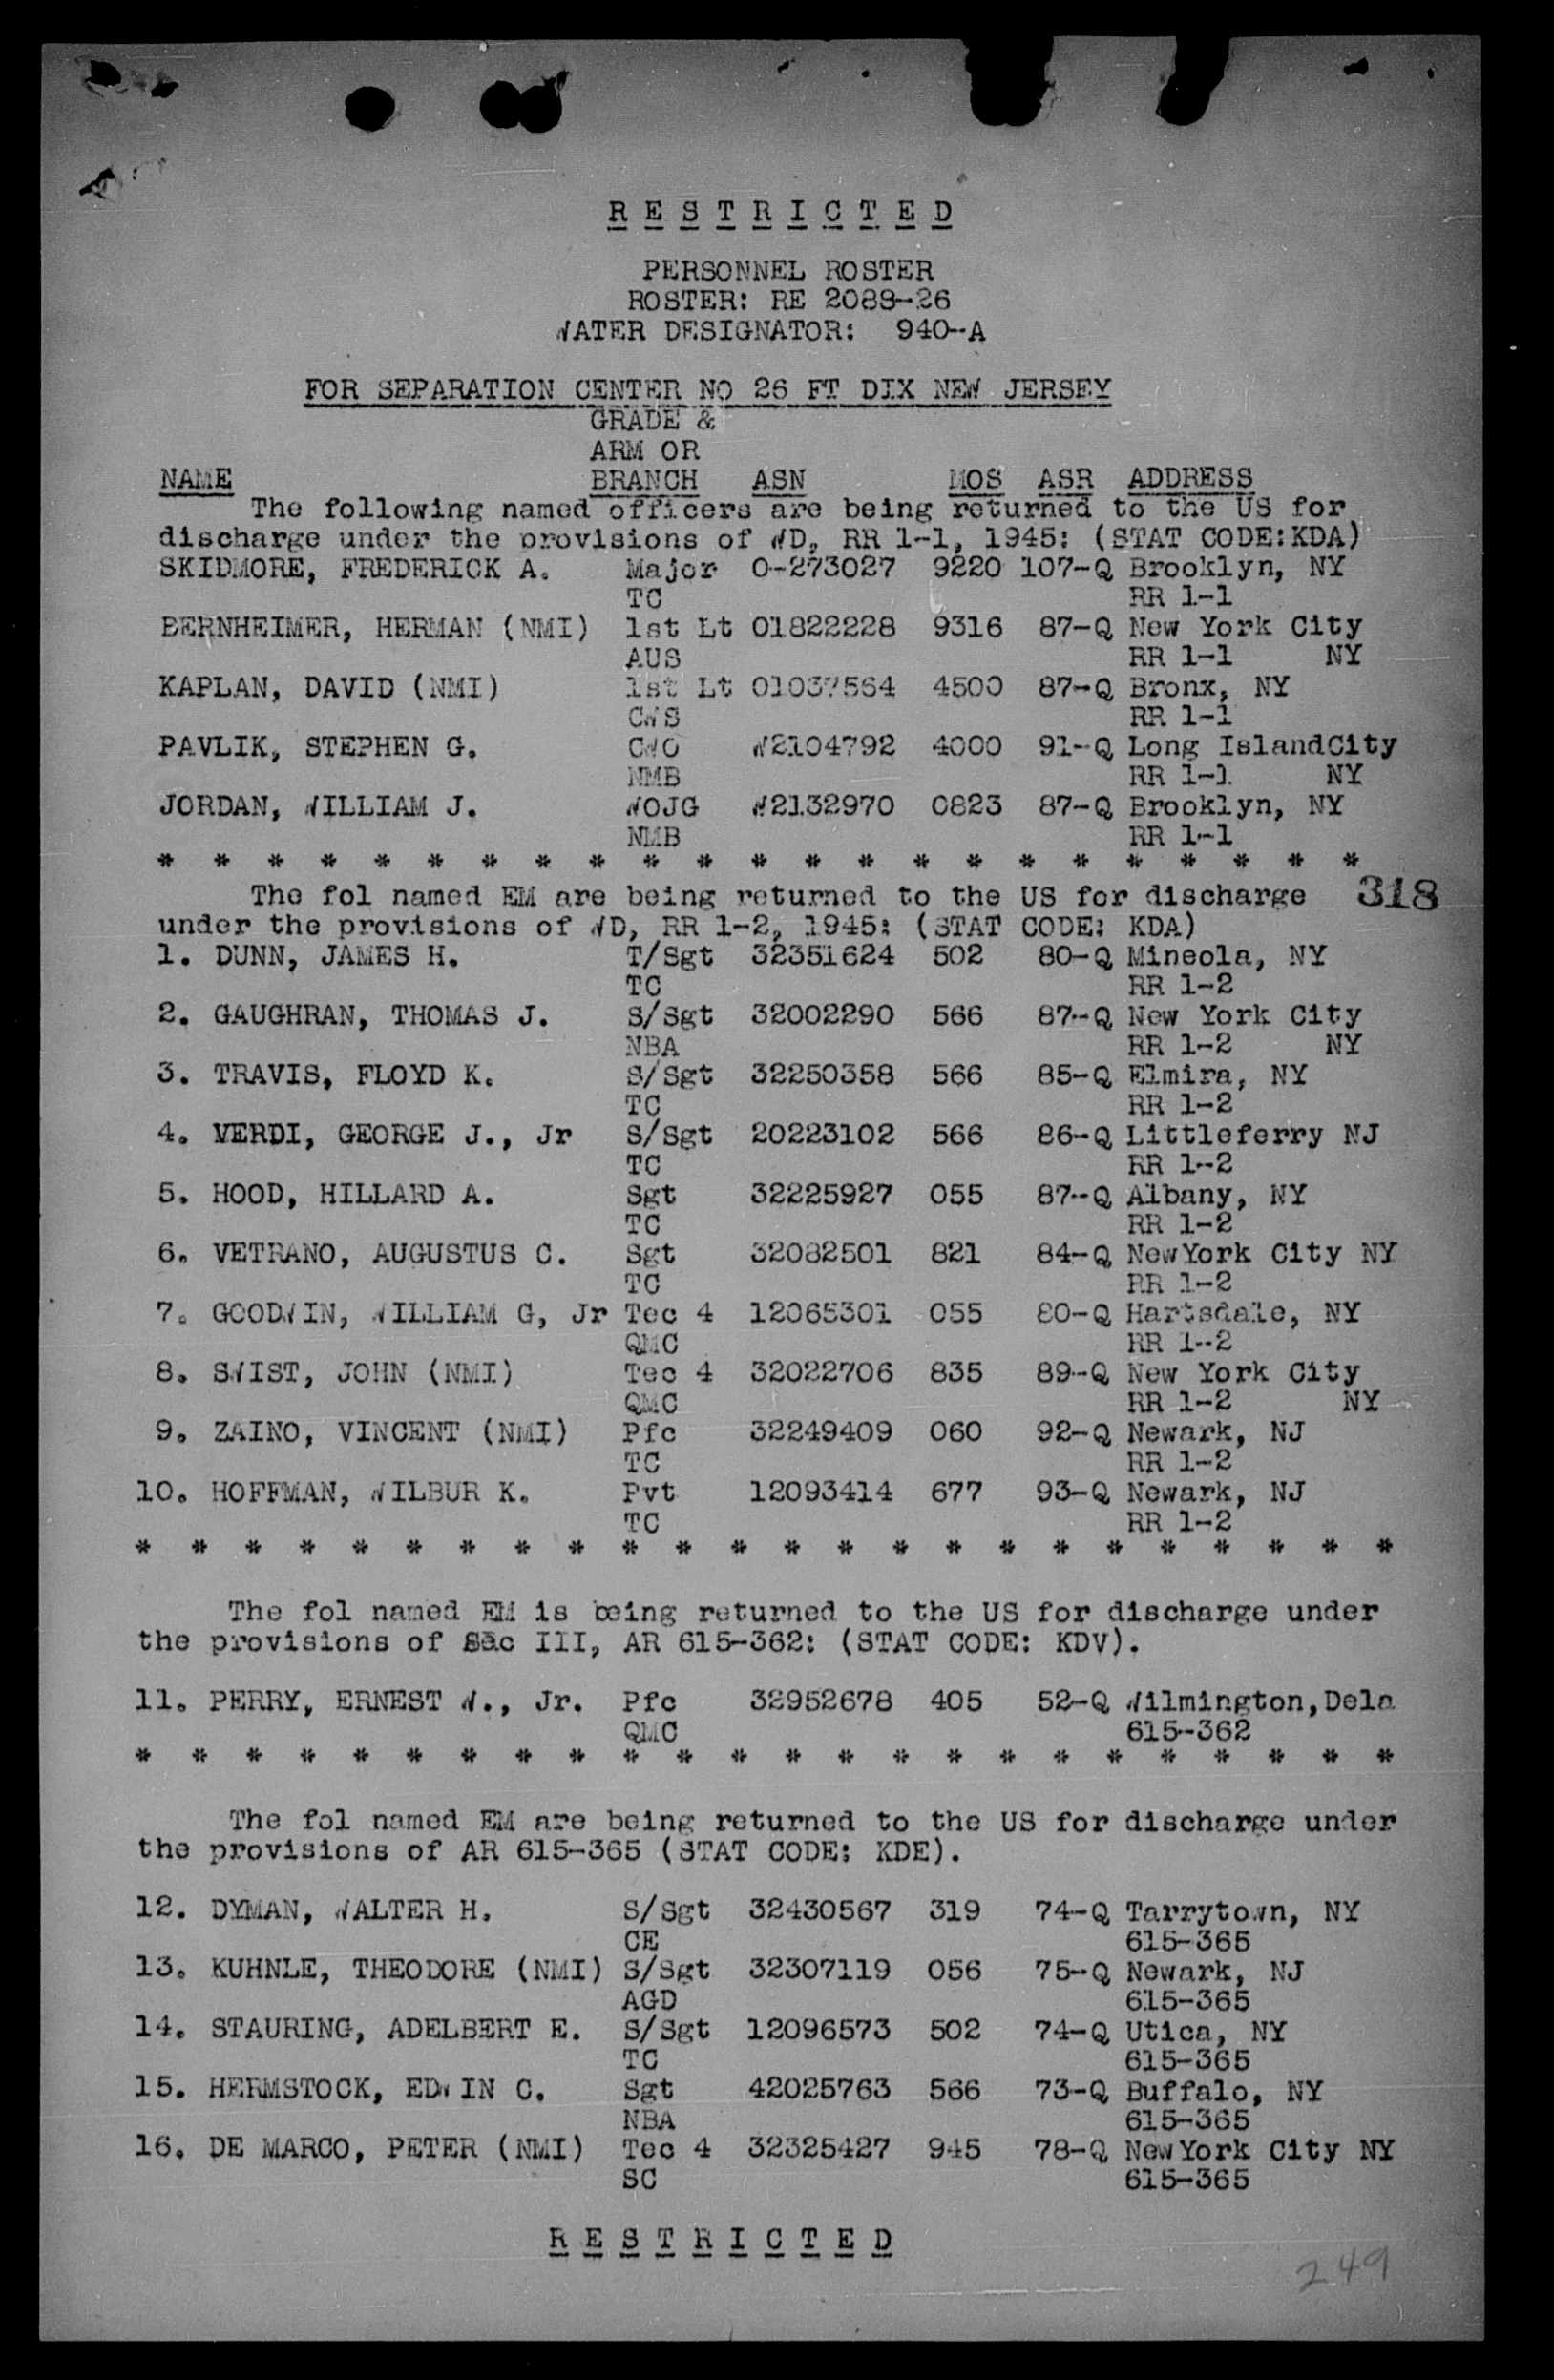 R E S T R I C T E D
PERSONNEL ROSTER
ROSTER: RE 2088--26
WATER DESIGNATOR: 940--A
FOR SEPARATION CENTER NO 26 FT DIX NEW JERSEY
GRADE &
ARM OR
NAME BRANCH ASN MOS ASR ADDRESS
The following named officers are being returned to the US for
discharge under the provisions of WD, RR 1-1, 1945: (STAT CODE:KDA)
SKIDMORE, FREDERICK A. Major O-273027 9220 107-Q Brooklyn, NY
TC RR 1-1
BERNHEIMER, HERMAN (NMI) 1st Lt 01822228 9316 87-Q New York City
AUS RR 1-1 NY
KAPLAN, DAVID (NMI) 1st Lt 01037564 4500 87-Q Bronx, NY
CWS RR 1-1
PAVLIK, STEPHEN G. CWO W2104792 4000 91-Q Long IslandCity
NMB RR 1-1 NY
JORDAN, WILLIAM J. WOJG W2132970 0823 87-Q Brooklyn, NY
NMB RR 1-1
* * * * * * * * * * * * * * * * * * * * * * *
The fol named EM are being returned to the US for discharge 318
under the provisions of WD, RR 1-2, 1945: (STAT CODE: KDA)
1. DUNN, JAMES H. T/Sgt 32351624 502 80-Q Mineola, NY
TC RR 1-2
2. GAUGHRAN, THOMAS J. S/Sgt 32002290 566 87-Q New York City
NBA RR 1-2 NY
3. TRAVIS, FLOYD K. S/Sgt 32250358 566 85-Q Elmira, NY
TC RR 1-2
4. VERDI, GEORGE J., Jr S/Sgt 20223102 566 86-Q Littleferry NJ
TC RR 1-2
5. HOOD, HILLARD A. Sgt 32225927 055 87-Q Albany, NY
TC RR 1-2
6. VETRANO, AUGUSTUS C. Sgt 32082501 821 84-Q NewYork City NY
TC RR 1-2
7. GOODWIN, WILLIAM G, Jr Tec 4 12065301 055 80-Q Hartsdale, NY
QMC RR 1-2
8. SWIST, JOHN (NMI) Tec 4 32022706 835 89-Q New York City
QMC RR 1-2 NY
9. ZAINO, VINCENT (NMI) Pfc 32249409 060 92-Q Newark, NJ
TC RR 1-2
10. HOFFMAN, WILBUR K. Pvt 12093414 677 93-Q Newark, NJ
TC RR 1-2
* * * * * * * * * * * * * * * * * * * * * * * *
The fol named EM is being returned to the US for discharge under
the provisions of Sec III, AR 615-362: (STAT CODE: KDV).
11. PERRY, ERNEST W., Jr. Pfc 32952678 405 52-Q Wilmington,Dela
QMC 615-362
* * * * * * * * * * * * * * * * * * * * * * * *
The fol named EM are being returned to the US for discharge under
the provisions of AR 615-365 (STAT CODE: KDE).
12. DYMAN, WALTER H. S/Sgt 32430567 319 74-Q Tarrytown, NY
CE 615-365
13. KUHNLE, THEODORE (NMI) S/Sgt 32307119 056 75-Q Newark, NJ
AGD 615-365
14. STAURING, ADELBERT E. S/Sgt 12096573 502 74-Q Utica, NY
TC 615-365
15. HERMSTOCK, EDWIN C. Sgt 42025763 566 73-Q Buffalo, NY
NBA 615-365
16. DE MARCO, PETER (NMI) Tec 4 32325427 945 78-Q NewYork City NY
SC 615-365
R E S T R I C T E D
249